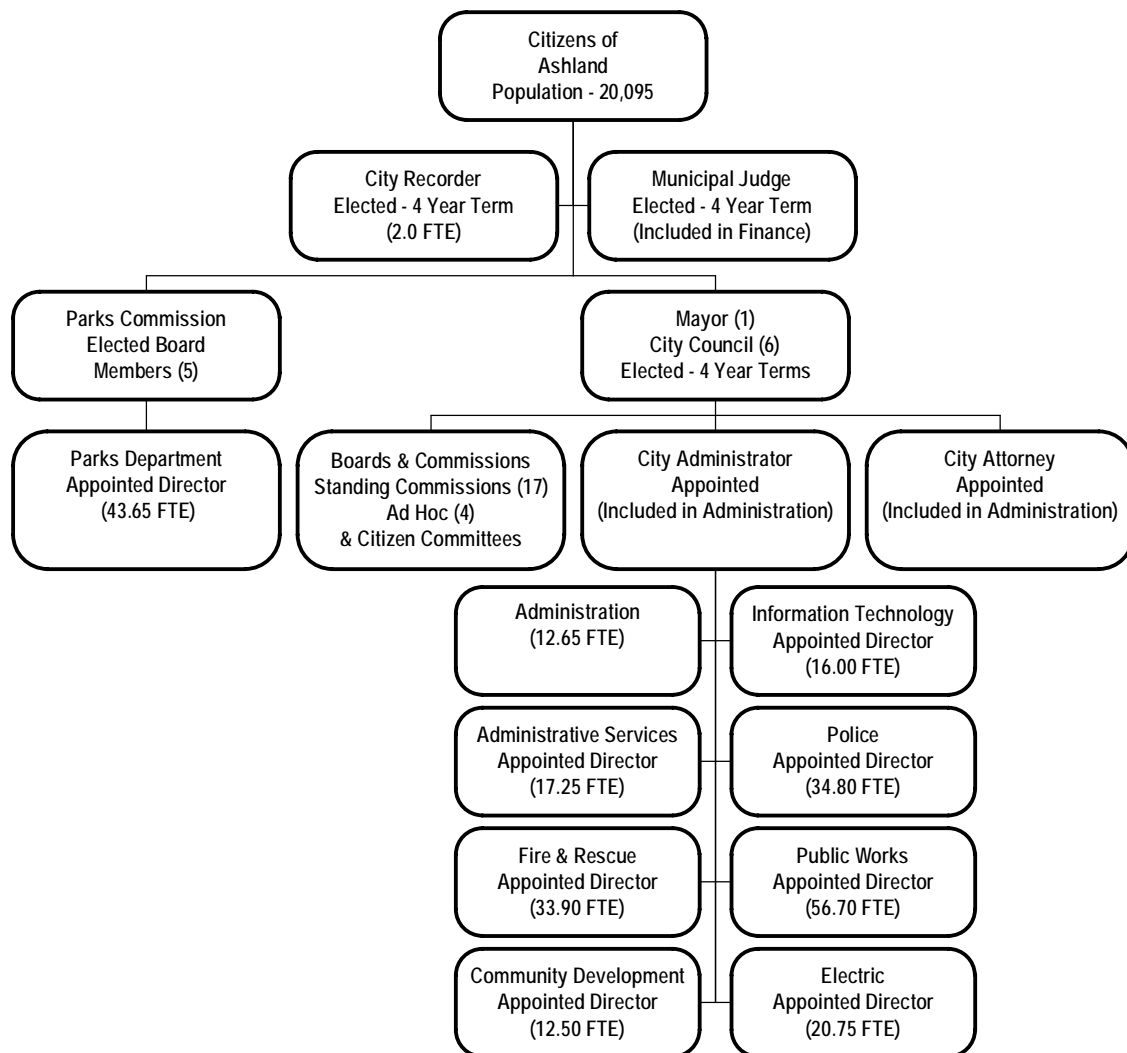 Citizens of
Ashland
Population - 20,095
City Recorder
Elected - 4 Year Term
(2.0 FTE)
Municipal Judge
Elected - 4 Year Term
(Included in Finance)
Parks Commission
Elected Board
Members (5)
Mayor (1)
City Council (6)
Elected - 4 Year Terms
Parks Department
Appointed Director
(43.65 FTE)
Boards & Commissions
Standing Commissions (17)
Ad Hoc (4)
& Citizen Committees
City Administrator
Appointed
(Included in Administration)
City Attorney
Appointed
(Included in Administration)
Administration
(12.65 FTE)
Information Technology
Appointed Director
(16.00 FTE)
Administrative Services
Appointed Director
(17.25 FTE)
Police
Appointed Director
(34.80 FTE)
Fire & Rescue
Appointed Director
(33.90 FTE)
Public Works
Appointed Director
(56.70 FTE)
Community Development
Appointed Director
(12.50 FTE)
Electric
Appointed Director
(20.75 FTE)